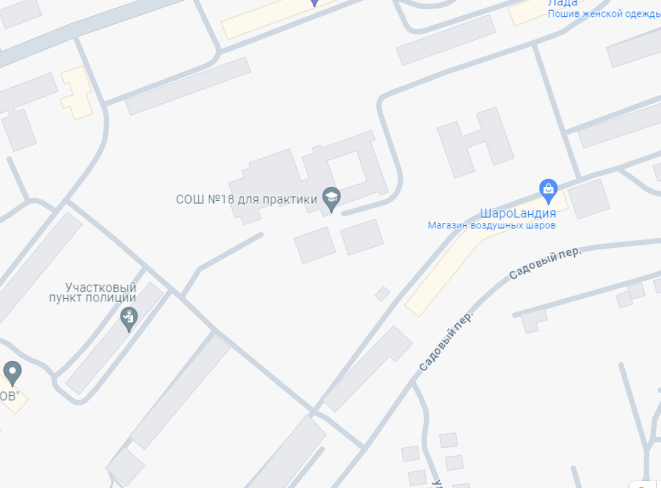 Лада
Пошив женской одежды
СОШ №18 для практики
ШароLандия
Магазин воздушных шаров
Садовый пер.
Участковый
пункт полиции
Садовый пер.
ОВ"